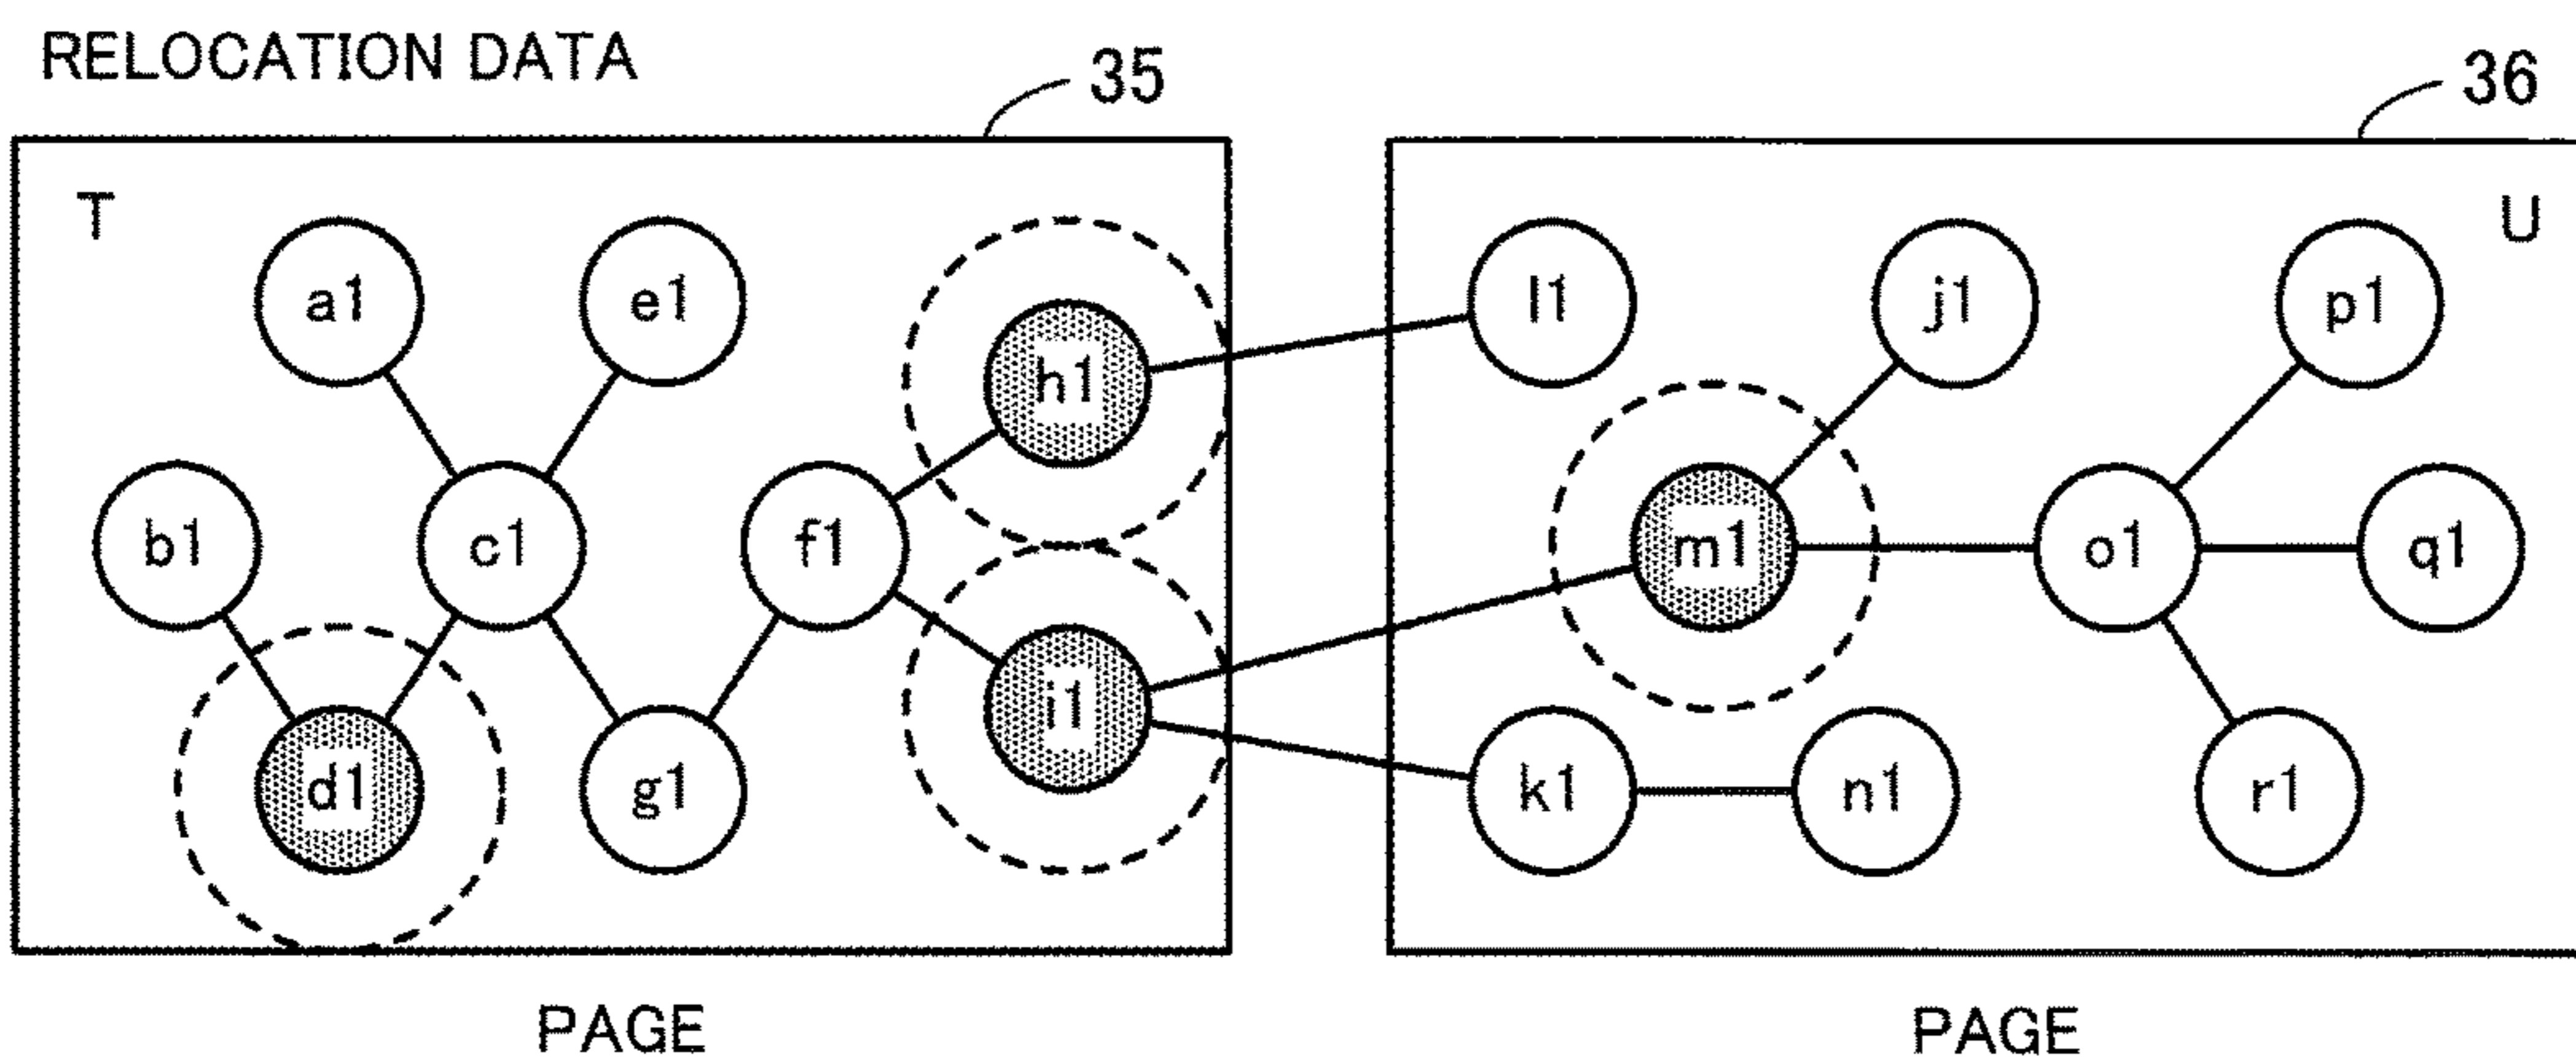 RELOCATION DATA
35
36
T
U
a1
e1
h1
l1
j1
p1
b1
c1
f1
m1
o1
q1
d1
g1
i1
k1
n1
r1
PAGE
PAGE